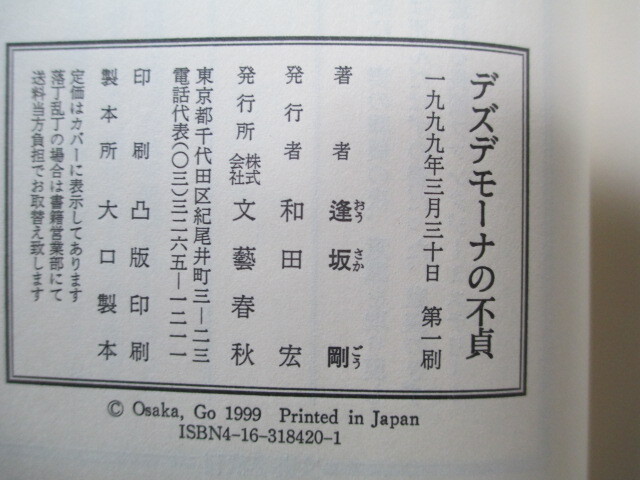 デズデモーナの不貞
一九九九年三月三十日 第一刷
著者 逢坂 剛
おう さか ごう
発行者 和田 宏
発行所 株式会社 文藝春秋
東京都千代田区紀尾井町三―二三
電話代表(〇三)三二六五―一二一一
印刷 凸版印刷
製本所 大口製本
定価はカバーに表示してあります
落丁乱丁の場合は書籍営業部にて
送料当方負担でお取替え致します
© Osaka, Go 1999 Printed in Japan
ISBN4-16-318420-1